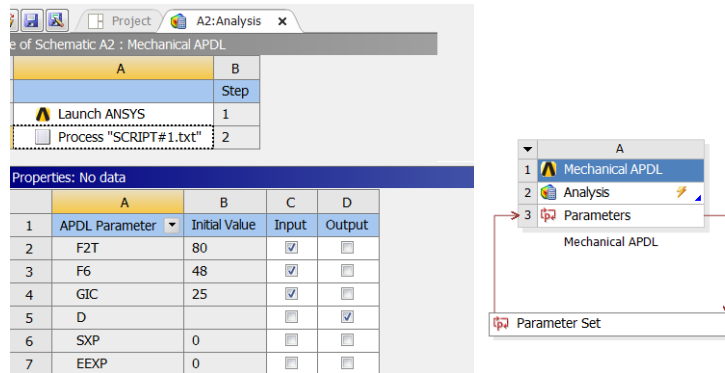 Project A2:Analysis
e of Schematic A2 : Mechanical APDL
A B
Step
Launch ANSYS 1
Process "SCRIPT#1.txt" 2
Properties: No data
A B C D
1 APDL Parameter Initial Value Input Output
2 F2T 80
3 F6 48
4 GIC 25
5 D
6 SXP 0
7 EEXP 0
A
1 Mechanical APDL
2 Analysis
3 Parameters
Mechanical APDL
Parameter Set